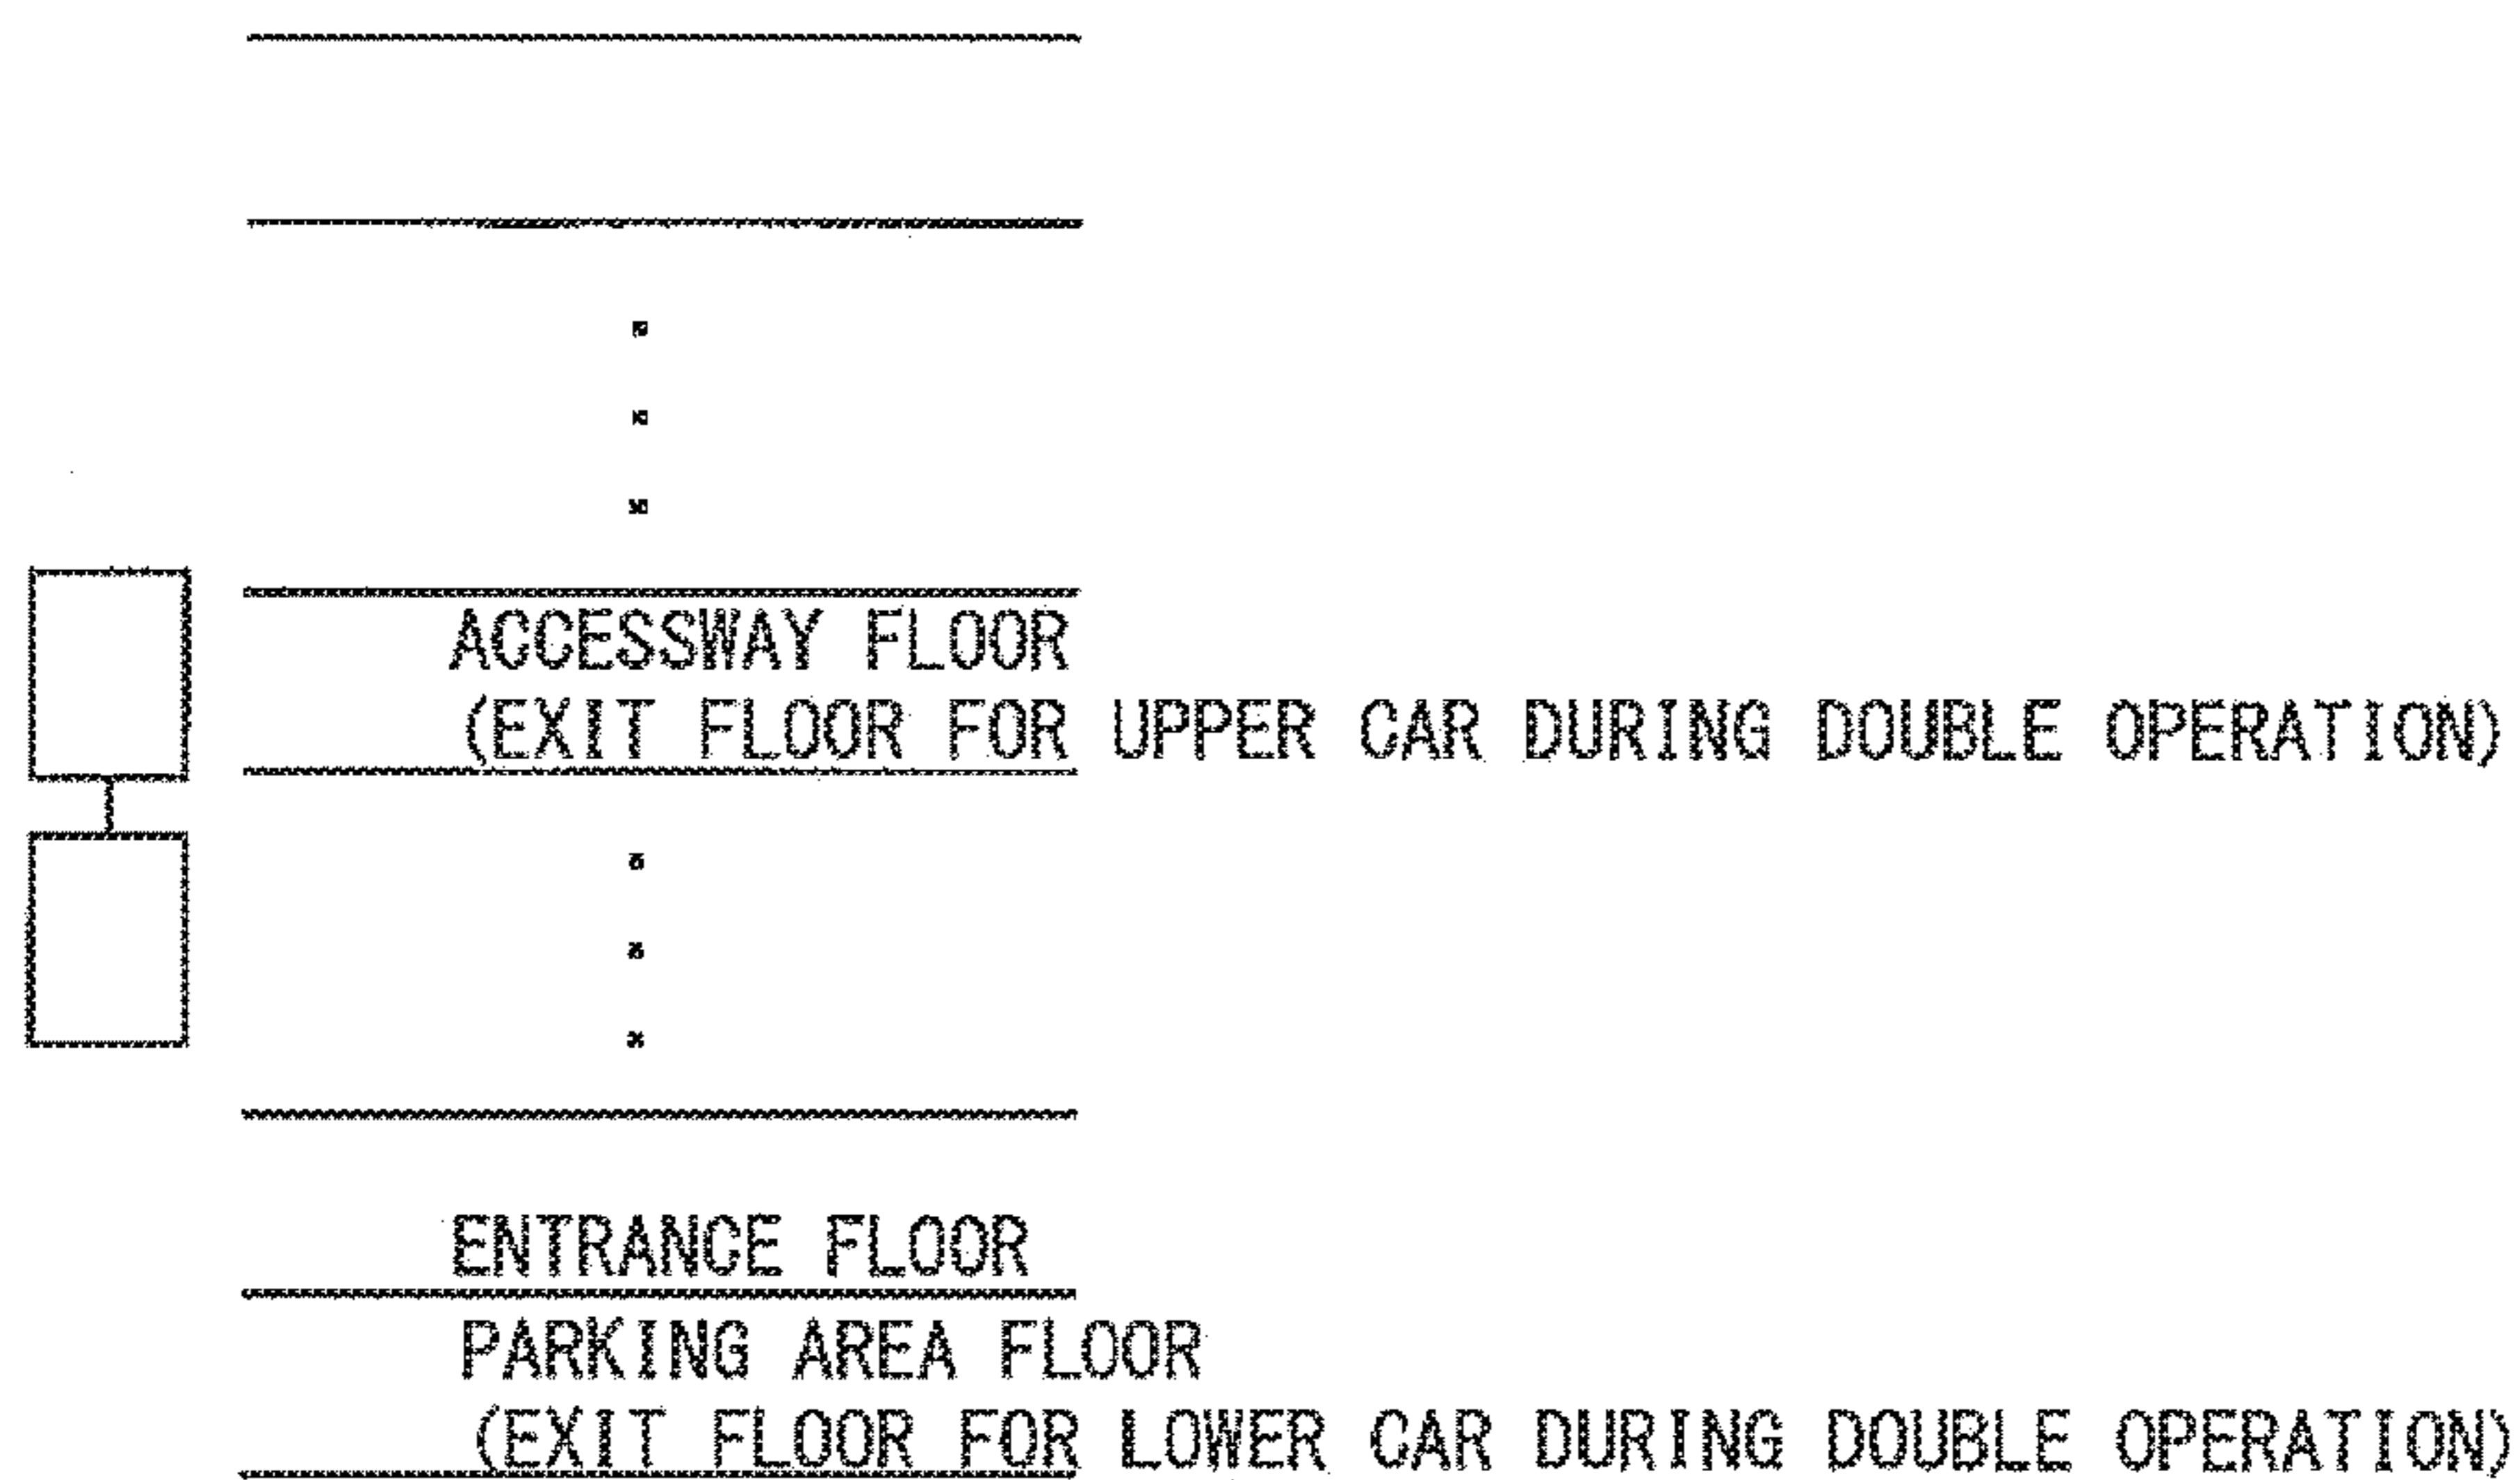 ACCESSWAY FLOOR
(EXIT FLOOR FOR UPPER CAR DURING DOUBLE OPERATION)
ENTRANCE FLOOR
PARKING AREA FLOOR
(EXIT FLOOR FOR LOWER CAR DURING DOUBLE OPERATION)